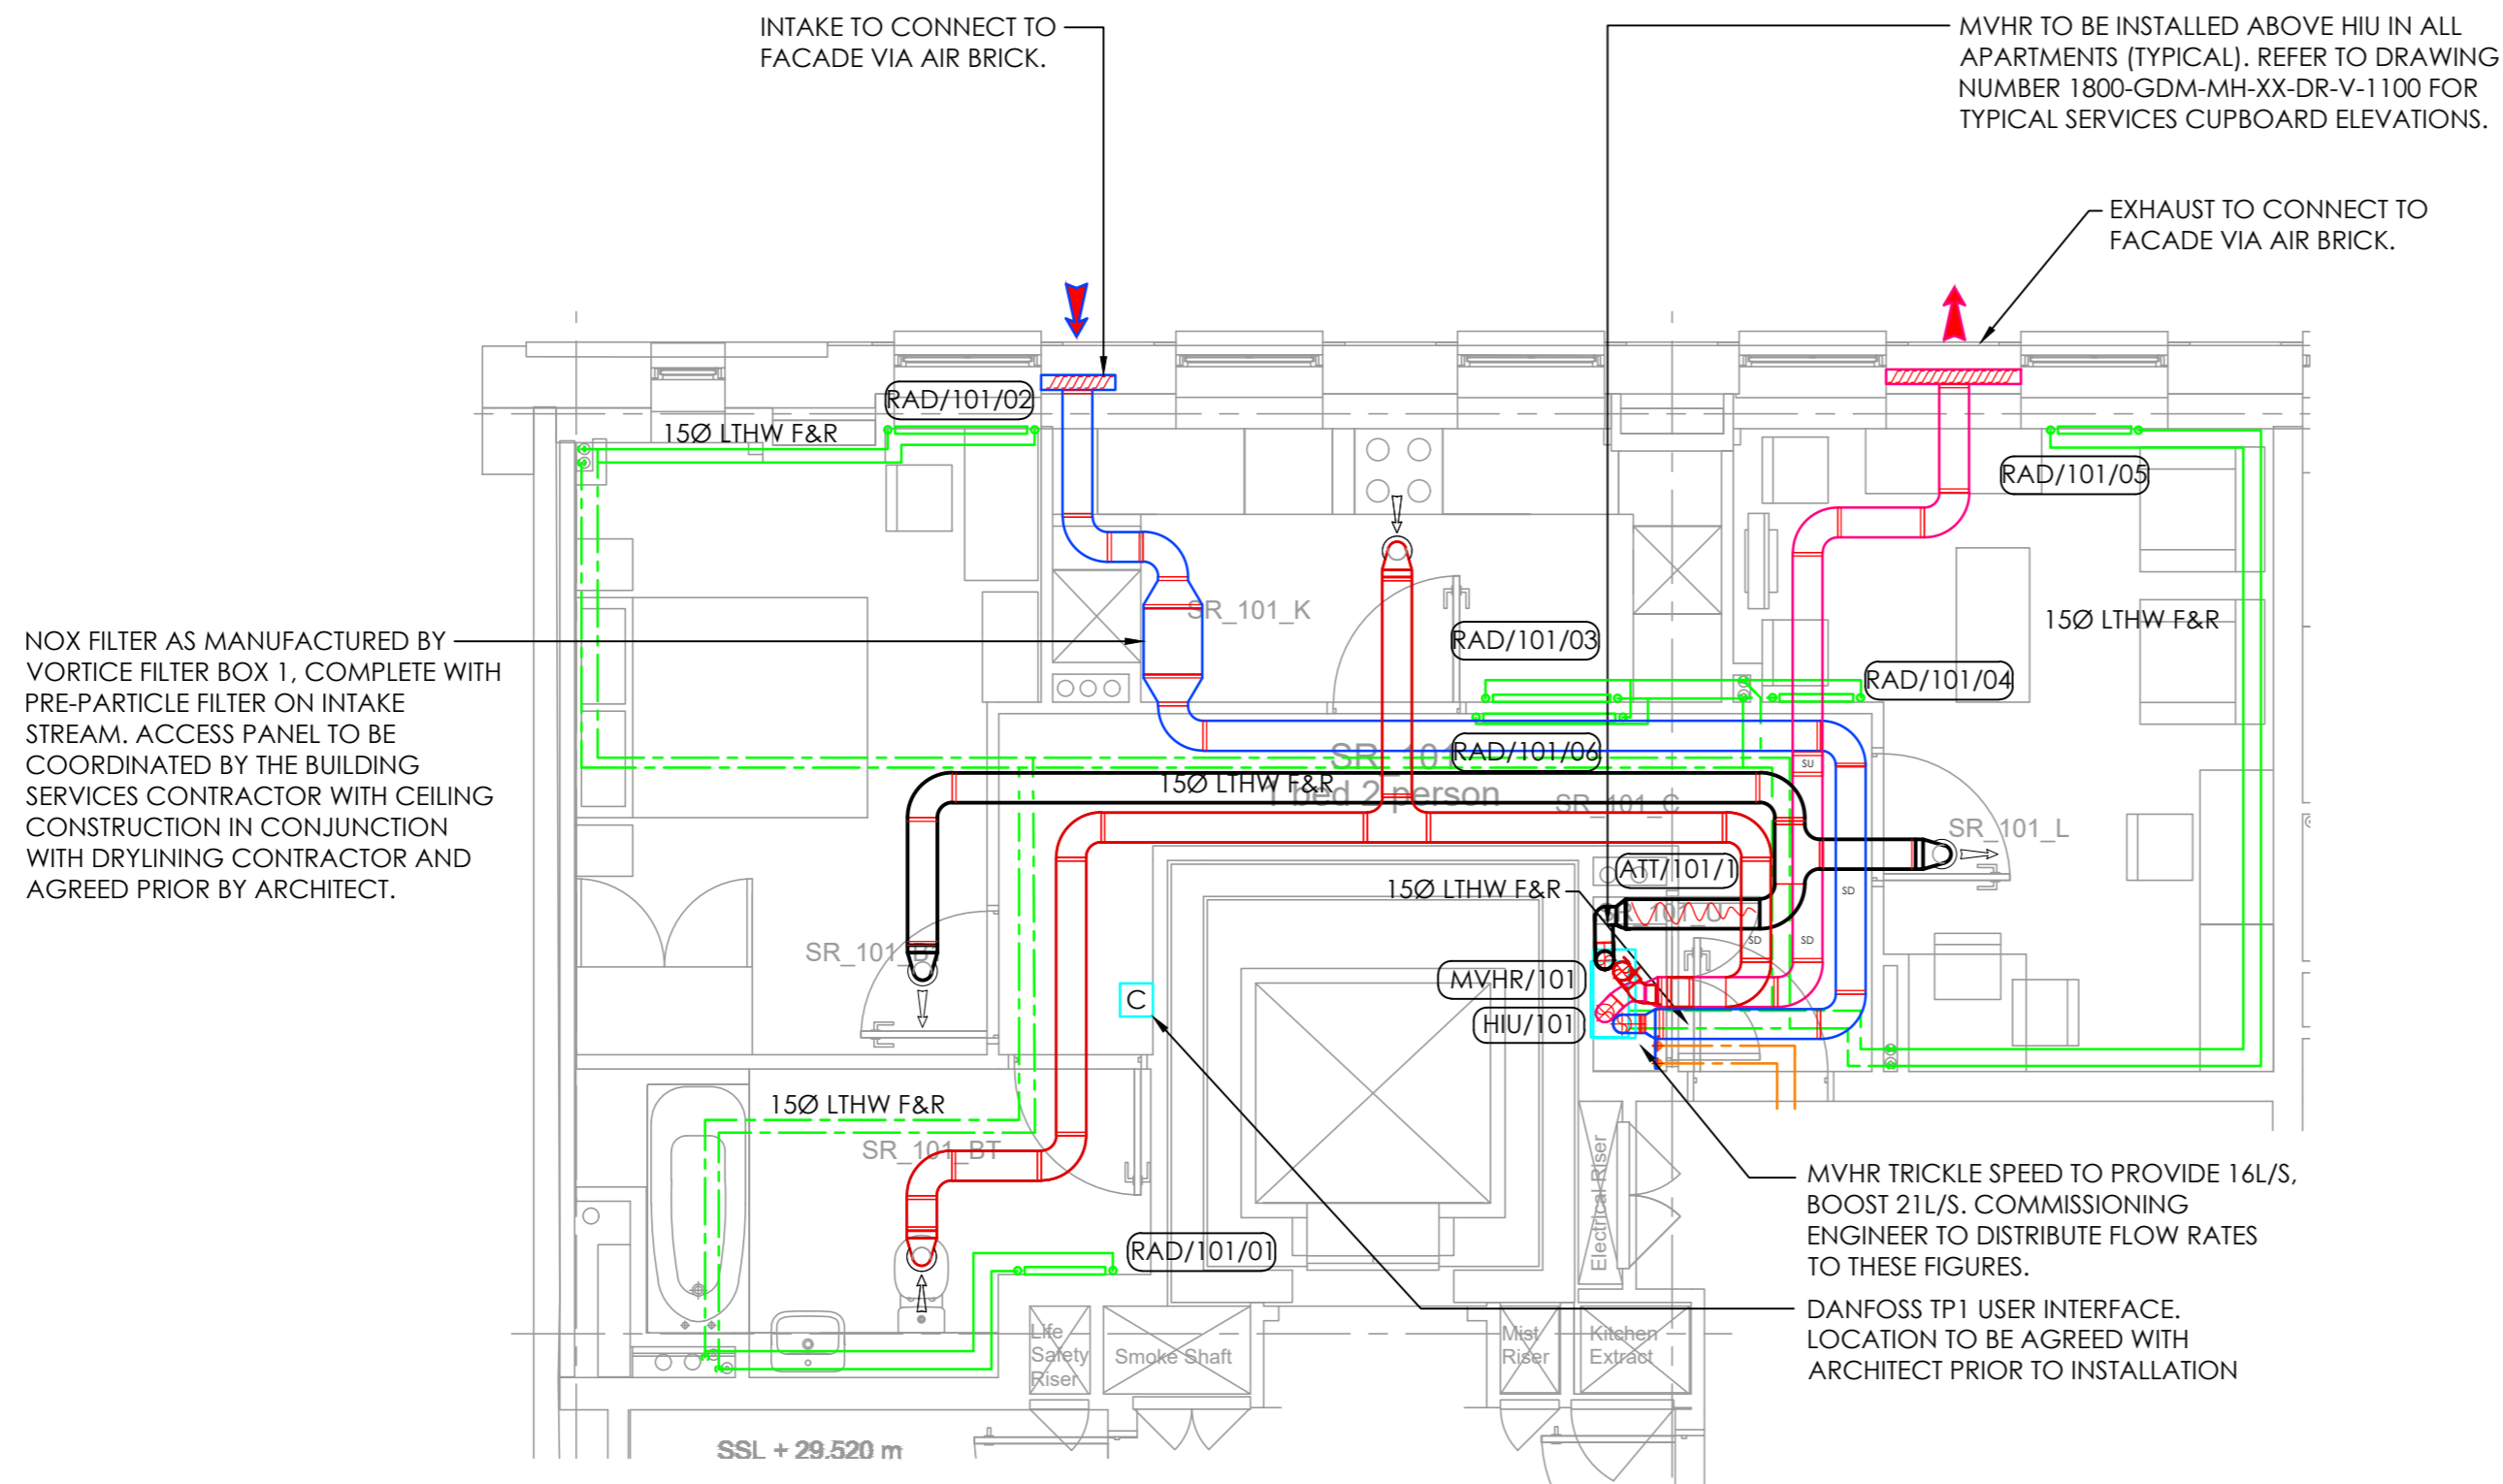 INTAKE TO CONNECT TO
FACADE VIA AIR BRICK.
MVHR TO BE INSTALLED ABOVE HIU IN ALL
APARTMENTS (TYPICAL). REFER TO DRAWING
NUMBER 1800-GDM-MH-XX-DR-V-1100 FOR
TYPICAL SERVICES CUPBOARD ELEVATIONS.
EXHAUST TO CONNECT TO
FACADE VIA AIR BRICK.
RAD/101/02
15Ø LTHW F&R
RAD/101/05
SR_101_K
RAD/101/03
15Ø LTHW F&R
NOX FILTER AS MANUFACTURED BY
VORTICE FILTER BOX 1, COMPLETE WITH
PRE-PARTICLE FILTER ON INTAKE
STREAM. ACCESS PANEL TO BE
COORDINATED BY THE BUILDING
SERVICES CONTRACTOR WITH CEILING
CONSTRUCTION IN CONJUNCTION
WITH DRYLINING CONTRACTOR AND
AGREED PRIOR BY ARCHITECT.
RAD/101/04
SR_101
RAD/101/06
SU
15Ø LTHW F&R
1 bed 2 person
SR_101_C
SR_101_L
ATT/101/1
15Ø LTHW F&R
SD
SR_101_U
SD
SD
SR_101_B
MVHR/101
C
HIU/101
15Ø LTHW F&R
SR_101_BT
Electrical Riser
MVHR TRICKLE SPEED TO PROVIDE 16L/S,
BOOST 21L/S. COMMISSIONING
ENGINEER TO DISTRIBUTE FLOW RATES
TO THESE FIGURES.
RAD/101/01
DANFOSS TP1 USER INTERFACE.
LOCATION TO BE AGREED WITH
ARCHITECT PRIOR TO INSTALLATION
Life
Safety
Riser
Smoke Shaft
Mist
Riser
Kitchen
Extract
SSL + 29.520 m